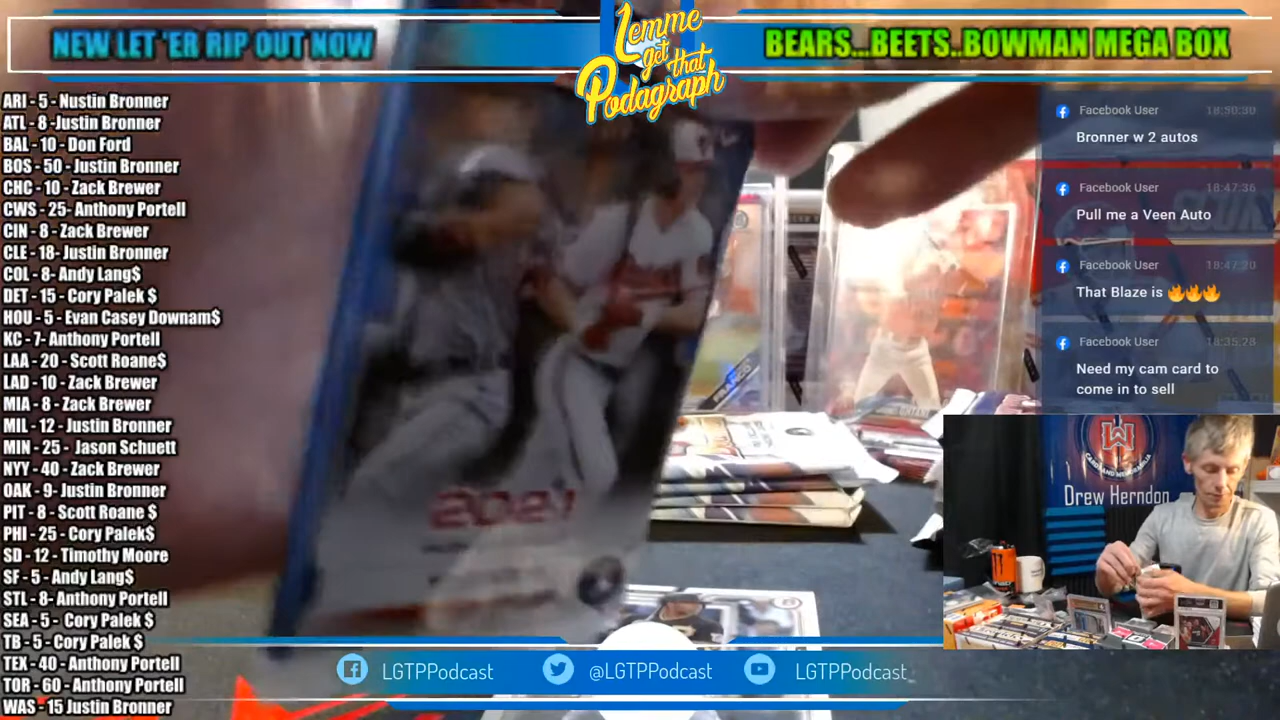 NEW LET 'ER RIP OUT NOW
Lemme
get
that
Podagraph
BEARS...BEETS..BOWMAN MEGA BOX
ARI - 5 - Nustin Bronner
ATL - 8 -Justin Bronner
BAL - 10 - Don Ford
BOS - 50 - Justin Bronner
CHC - 10 - Zack Brewer
CWS - 25- Anthony Portell
CIN - 8 - Zack Brewer
CLE - 18- Justin Bronner
COL - 8- Andy Lang$
DET - 15 - Cory Palek $
HOU - 5 - Evan Casey Downam$
KC - 7- Anthony Portell
LAA - 20 - Scott Roane$
LAD - 10 - Zack Brewer
MIA - 8 - Zack Brewer
MIL - 12 - Justin Bronner
MIN - 25 - Jason Schuett
NYY - 40 - Zack Brewer
OAK - 9- Justin Bronner
PIT - 8 - Scott Roane $
PHI - 25 - Cory Palek$
SD - 12 - Timothy Moore
SF - 5 - Andy Lang$
STL - 8- Anthony Portell
SEA - 5 - Cory Palek $
TB - 5 - Cory Palek $
TEX - 40 - Anthony Portell
TOR - 60 - Anthony Portell
WAS - 15 Justin Bronner
2021
Facebook User 18:50:30
Bronner w 2 autos
Facebook User 18:47:36
Pull me a Veen Auto
Facebook User 18:47:20
That Blaze is 🔥🔥🔥
Facebook User 18:35:28
Need my cam card to
come in to sell
Drew Herndon
LGTPPodcast
@LGTPPodcast
LGTPPodcast